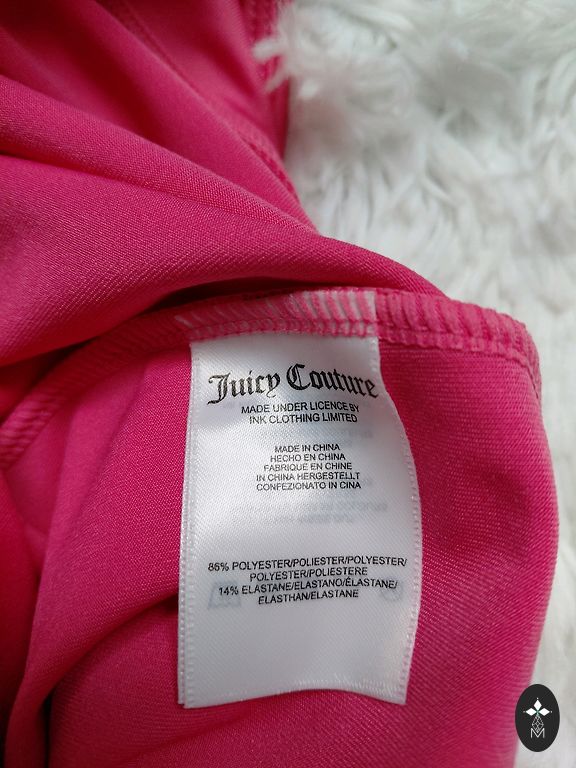 Juicy Couture
MADE UNDER LICENCE BY
INK CLOTHING LIMITED
MADE IN CHINA
HECHO EN CHINA
FABRIQUÉ EN CHINE
IN CHINA HERGESTELLT
CONFEZIONATO IN CINA
86% POLYESTER/POLIESTER/POLYESTER/
POLYESTER/POLIESTERE
14% ELASTANE/ELASTANO/ÉLASTANE/
ELASTHAN/ELASTANE
M